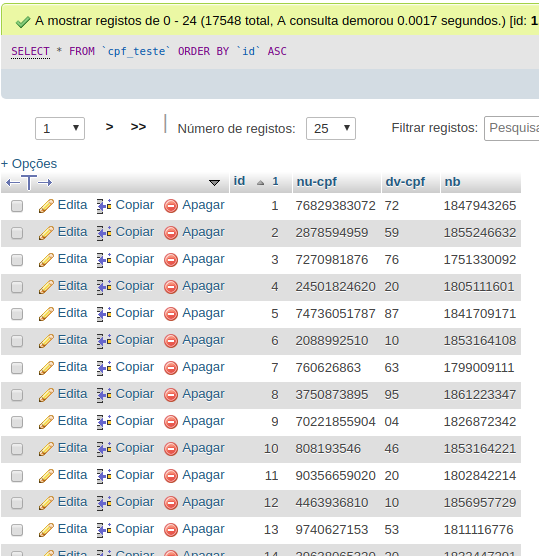 A mostrar registos de 0 - 24 (17548 total, A consulta demorou 0.0017 segundos.) [id: 1
SELECT * FROM `cpf_teste` ORDER BY `id` ASC
1 > >> | Número de registos: 25 Filtrar registos: Pesquisa
+ Opções
id 1 nu-cpf dv-cpf nb
Edita Copiar Apagar 1 76829383072 72 1847943265
Edita Copiar Apagar 2 2878594959 59 1855246632
Edita Copiar Apagar 3 7270981876 76 1751330092
Edita Copiar Apagar 4 24501824620 20 1805111601
Edita Copiar Apagar 5 74736051787 87 1841709171
Edita Copiar Apagar 6 2088992510 10 1853164108
Edita Copiar Apagar 7 760626863 63 1799009111
Edita Copiar Apagar 8 3750873895 95 1861223347
Edita Copiar Apagar 9 70221855904 04 1826872342
Edita Copiar Apagar 10 808193546 46 1853164221
Edita Copiar Apagar 11 90356659020 20 1802842214
Edita Copiar Apagar 12 4463936810 10 1856957729
Edita Copiar Apagar 13 9740627153 53 1811116776
Edita Copiar Apagar 14